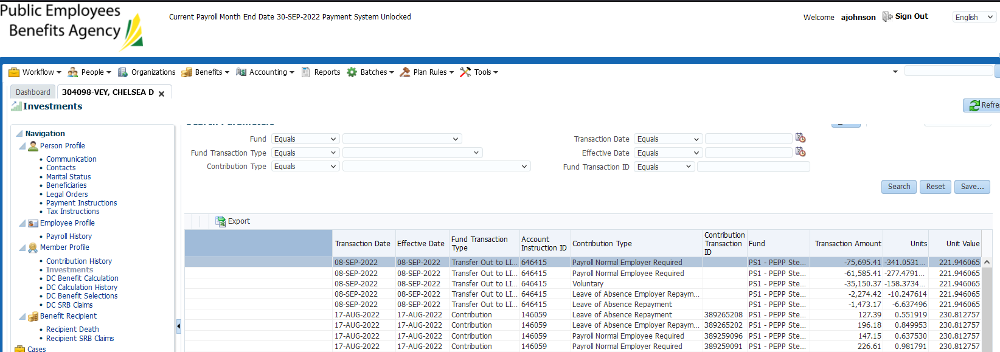 Public Employees
Benefits Agency
Current Payroll Month End Date 30-SEP-2022 Payment System Unlocked
Welcome ajohnson Sign Out English
Workflow People Organizations Benefits Accounting Reports Batches Plan Rules Tools
Dashboard 304098-VEY, CHELSEA D
Investments
Refre
Navigation
Person Profile
Communication
Contacts
Marital Status
Beneficiaries
Legal Orders
Payment Instructions
Tax Instructions
Employee Profile
Payroll History
Member Profile
Contribution History
Investments
DC Benefit Calculation
DC Calculation History
DC Benefit Selections
DC SRB Claims
Benefit Recipient
Recipient Death
Recipient SRB Claims
Cases
Fund Equals Transaction Date Equals
Fund Transaction Type Equals Effective Date Equals
Contribution Type Equals Fund Transaction ID Equals
Search Reset Save...
Export
Transaction Date Effective Date Fund Transaction Type Account Instruction ID Contribution Type Contribution Transaction ID Fund Transaction Amount Units Unit Value
08-SEP-2022 08-SEP-2022 Transfer Out to LI... 646415 Payroll Normal Employer Required PS1 - PEPP Ste... -75,695.41 -341.0531... 221.946065
08-SEP-2022 08-SEP-2022 Transfer Out to LI... 646415 Payroll Normal Employee Required PS1 - PEPP Ste... -61,585.41 -277.4791... 221.946065
08-SEP-2022 08-SEP-2022 Transfer Out to LI... 646415 Voluntary PS1 - PEPP Ste... -35,150.37 -158.3734... 221.946065
08-SEP-2022 08-SEP-2022 Transfer Out to LI... 646415 Leave of Absence Employer Repaym... PS1 - PEPP Ste... -2,274.42 -10.247614 221.946065
08-SEP-2022 08-SEP-2022 Transfer Out to LI... 646415 Leave of Absence Repayment PS1 - PEPP Ste... -1,473.17 -6.637496 221.946065
17-AUG-2022 17-AUG-2022 Contribution 146059 Leave of Absence Repayment 389265208 PS1 - PEPP Ste... 127.39 0.551919 230.812757
17-AUG-2022 17-AUG-2022 Contribution 146059 Leave of Absence Employer Repaym... 389265202 PS1 - PEPP Ste... 196.18 0.849953 230.812757
17-AUG-2022 17-AUG-2022 Contribution 146059 Payroll Normal Employee Required 389259096 PS1 - PEPP Ste... 147.15 0.637530 230.812757
17-AUG-2022 17-AUG-2022 Contribution 146059 Payroll Normal Employer Required 389259091 PS1 - PEPP Ste... 226.61 0.981791 230.812757